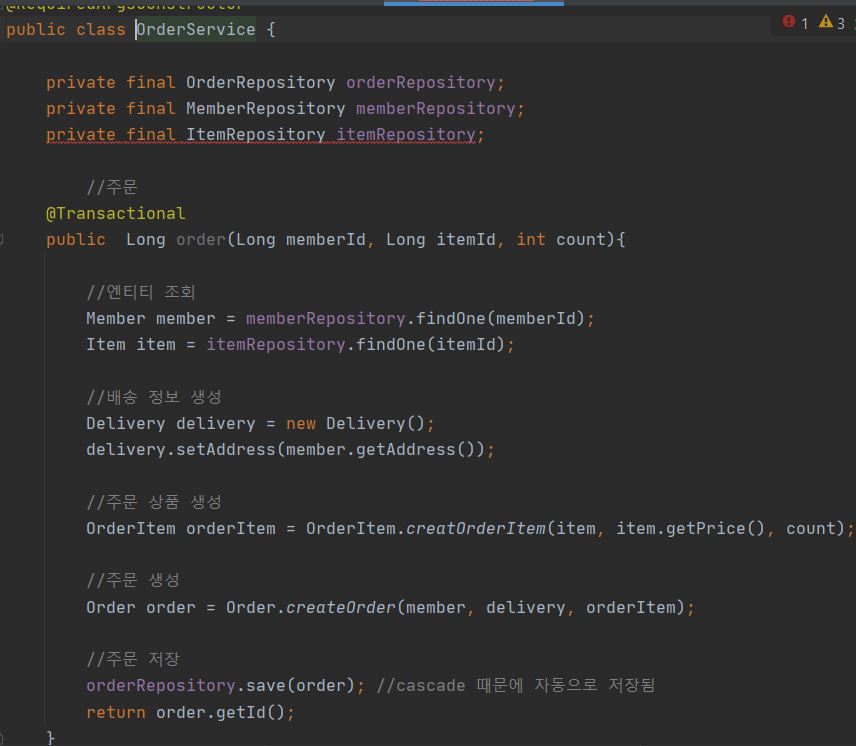 @RequiredArgsConstructor
public class OrderService {
1 3
private final OrderRepository orderRepository;
private final MemberRepository memberRepository;
private final ItemRepository itemRepository;
//주문
@Transactional
public  Long order(Long memberId, Long itemId, int count){
//엔티티 조회
Member member = memberRepository.findOne(memberId);
Item item = itemRepository.findOne(itemId);
//배송 정보 생성
Delivery delivery = new Delivery();
delivery.setAddress(member.getAddress());
//주문 상품 생성
OrderItem orderItem = OrderItem.creatOrderItem(item, item.getPrice(), count);
//주문 생성
Order order = Order.createOrder(member, delivery, orderItem);
//주문 저장
orderRepository.save(order); //cascade 때문에 자동으로 저장됨
return order.getId();
}